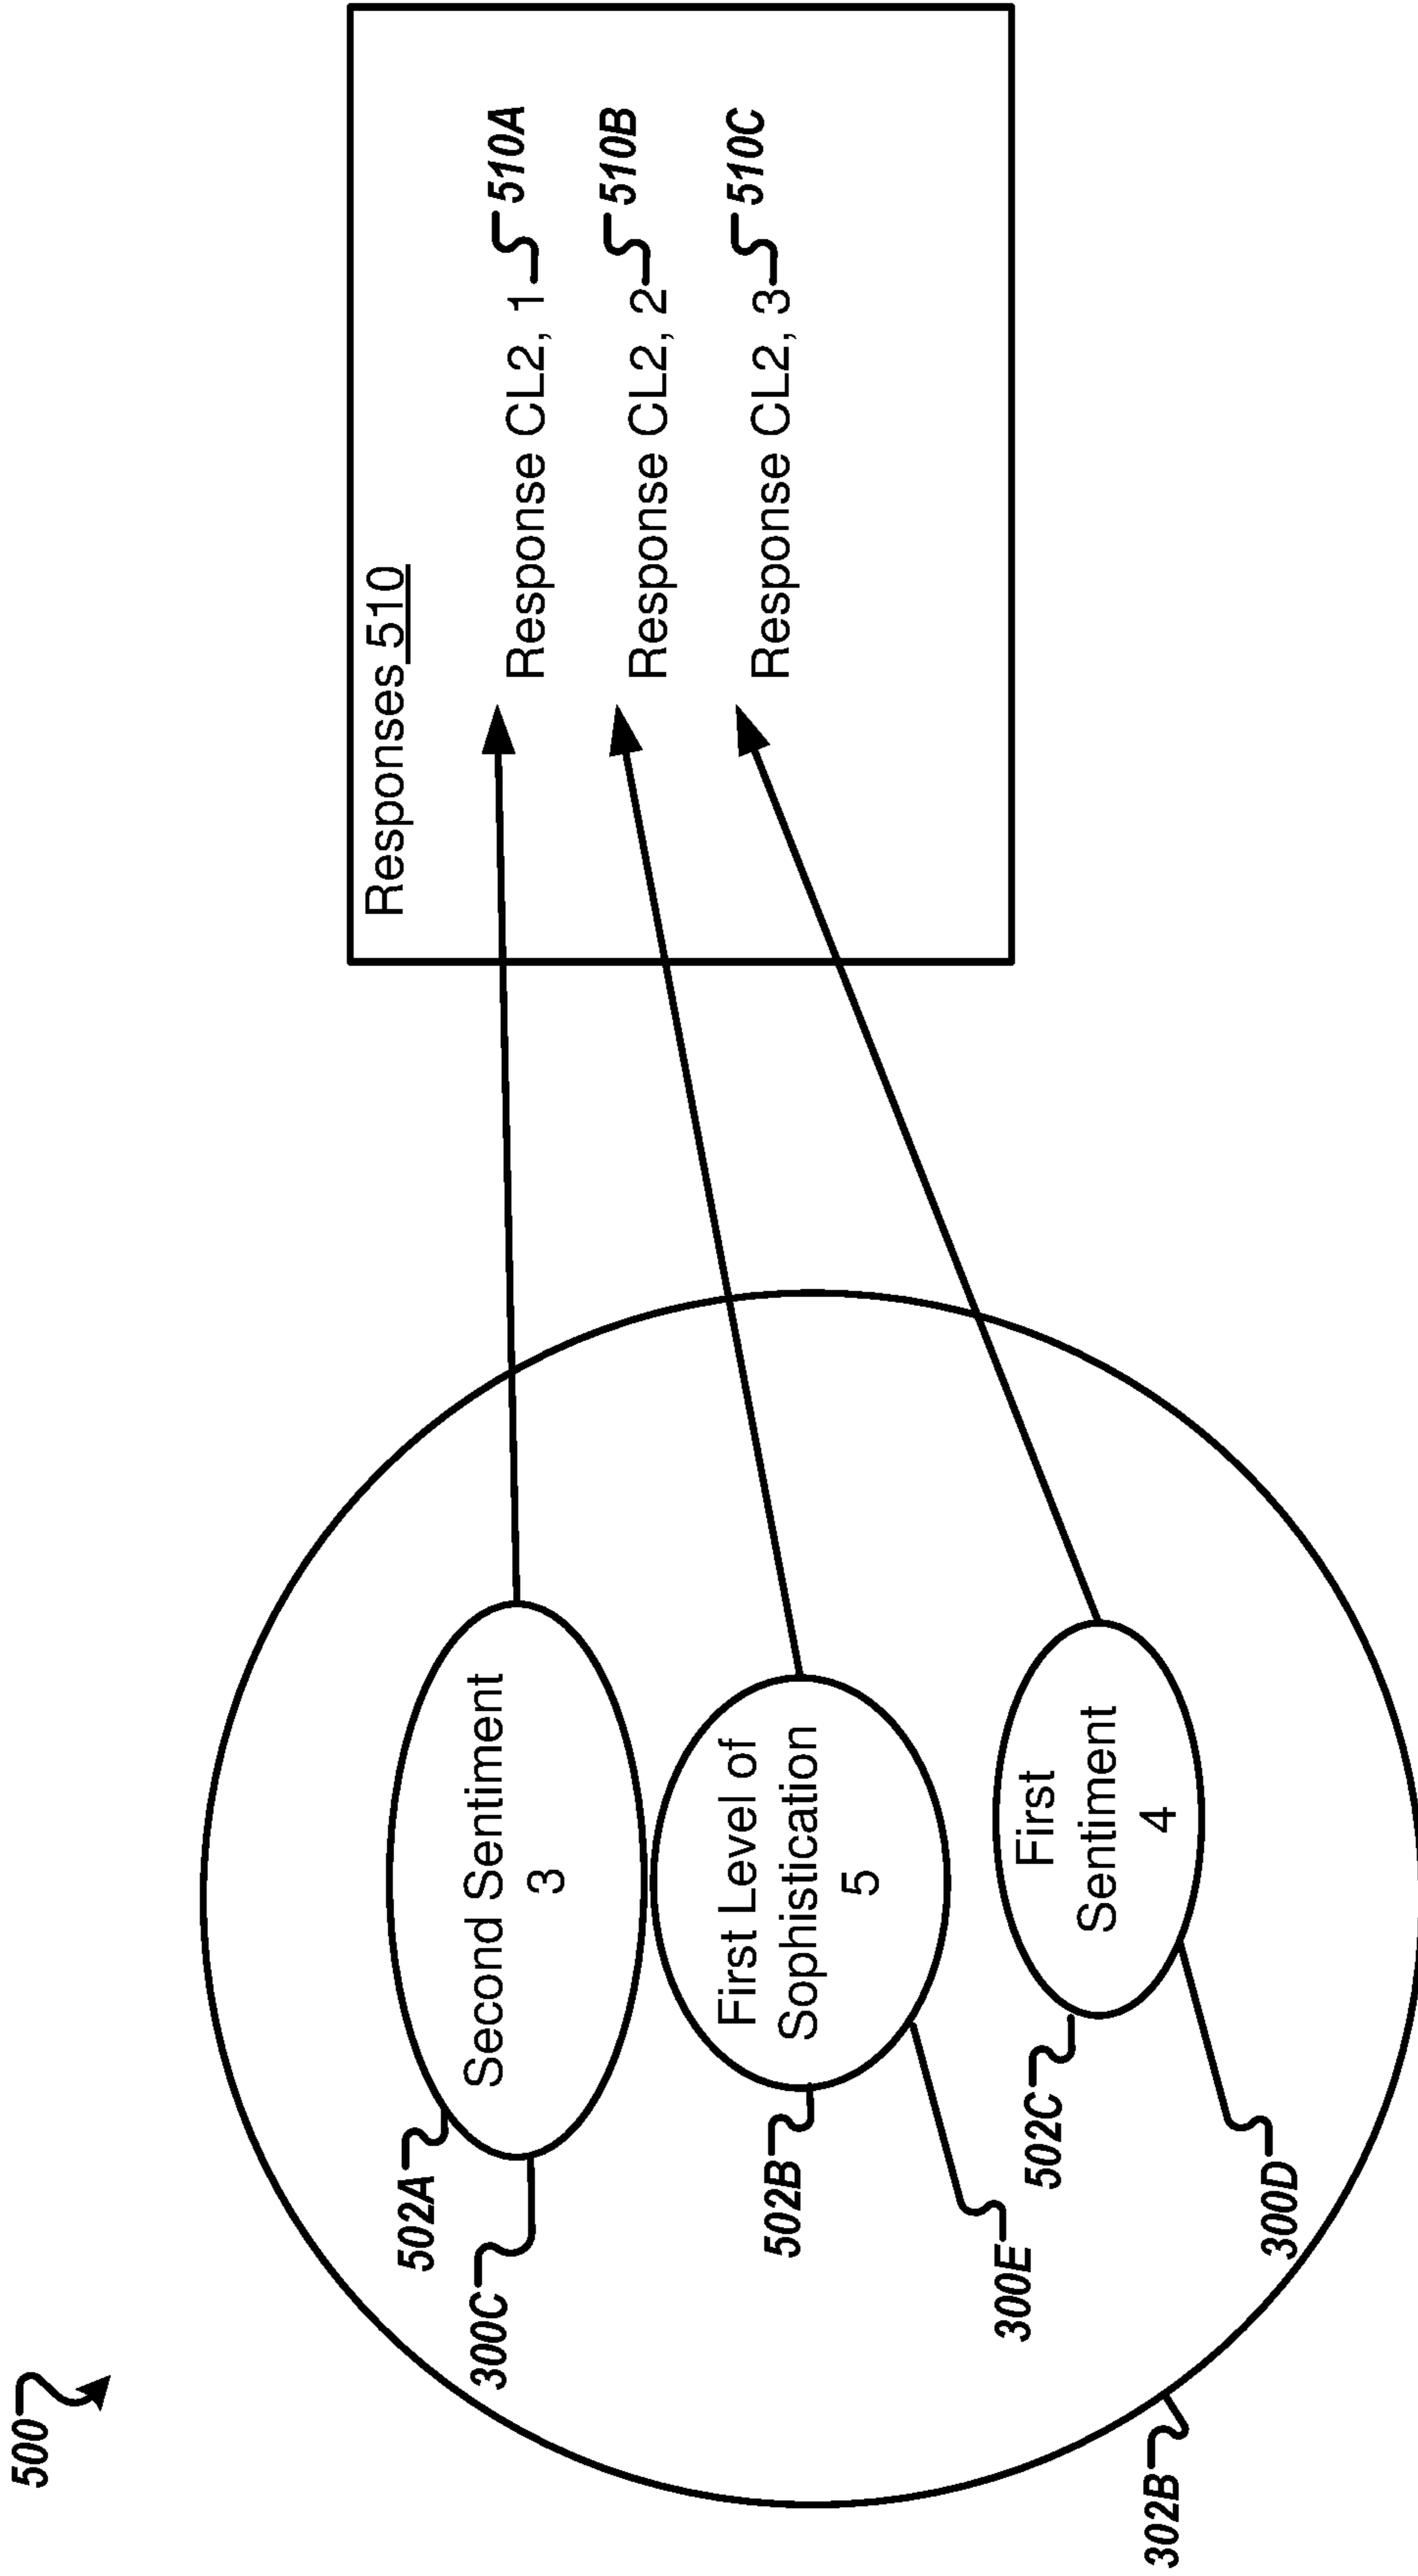 500
Responses 510
502A
300C
Second Sentiment
3
Response CL2, 1
510A
502B
300E
First Level of
Sophistication
5
Response CL2, 2
510B
502C
300D
First
Sentiment
4
Response CL2, 3
510C
302B